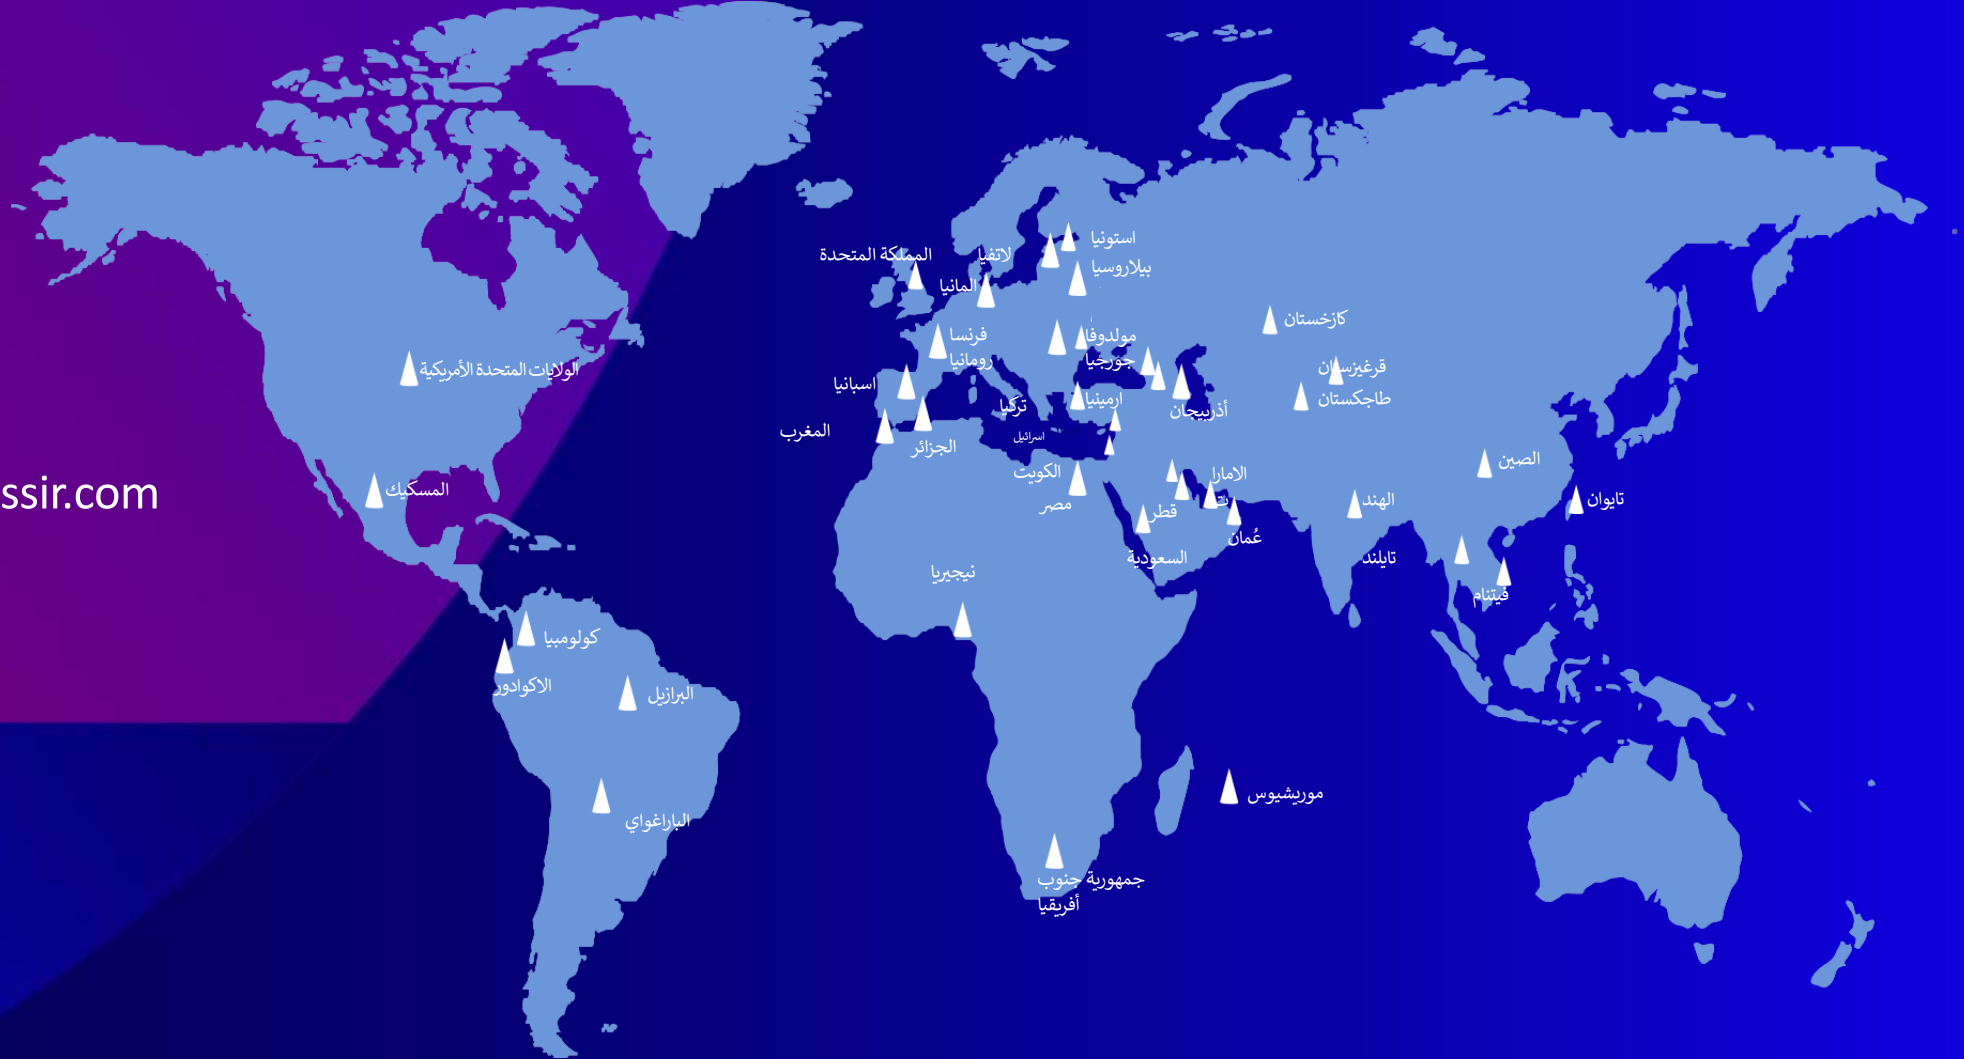 استونيا
المملكة المتحدة
لاتفيا
بيلاروسيا
المانيا
كازخستان
فرنسا
مولدوفا
رومانيا
جورجيا
الولايات المتحدة الأمريكية
قرغيزستان
اسبانيا
ارمينيا
طاجكستان
تركيا
أذربيجان
المغرب
اسرائيل
الجزائر
الصين
الكويت
الامارا
ت
المسكيك
ssir.com
مصر
قطر
الهند
تايوان
عُمان
السعودية
تايلند
نيجيريا
فيتنام
كولومبيا
الاكوادور
البرازيل
موريشيوس
الباراغواي
جمهورية جنوب
أفريقيا